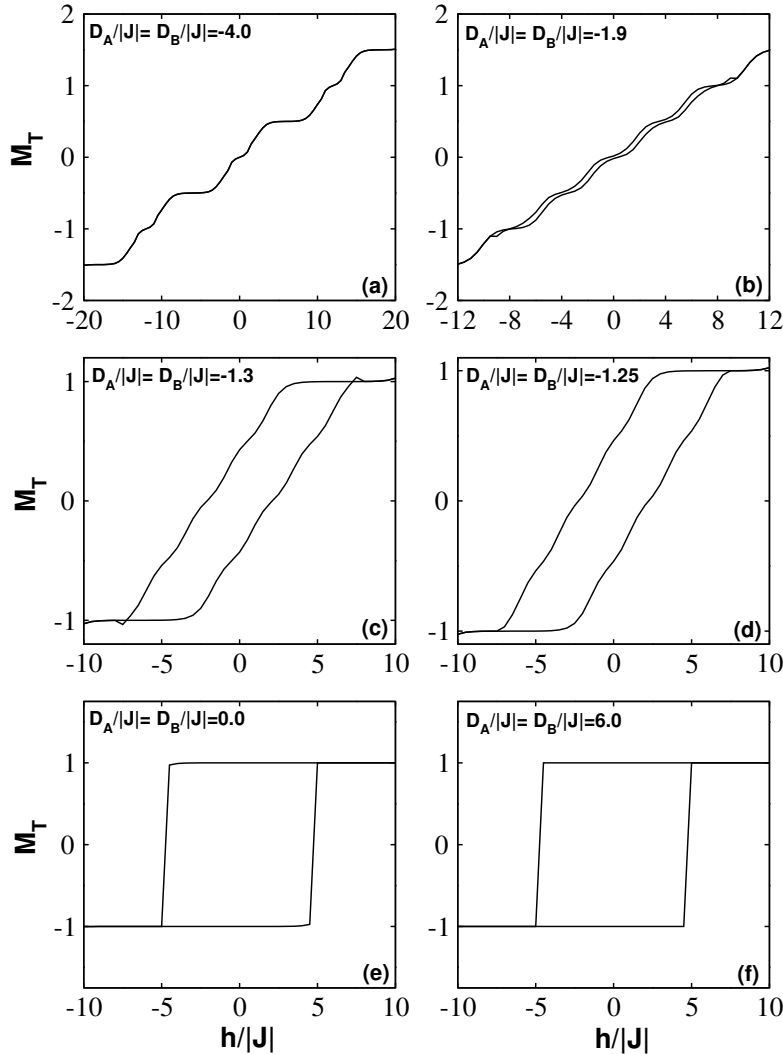 D_A/|J|= D_B/|J|=-4.0
M_T
2
1
0
-1
-2
-20 -10 0 10 20
(a)
D_A/|J|= D_B/|J|=-1.9
2
1
0
-1
-2
-12 -8 -4 0 4 8 12
(b)
D_A/|J|= D_B/|J|=-1.3
M_T
1
0
-1
-10 -5 0 5 10
(c)
D_A/|J|= D_B/|J|=-1.25
1
0
-1
-10 -5 0 5 10
(d)
D_A/|J|= D_B/|J|=0.0
M_T
1
0
-1
-10 -5 0 5 10
h/|J|
(e)
D_A/|J|= D_B/|J|=6.0
1
0
-1
-10 -5 0 5 10
h/|J|
(f)